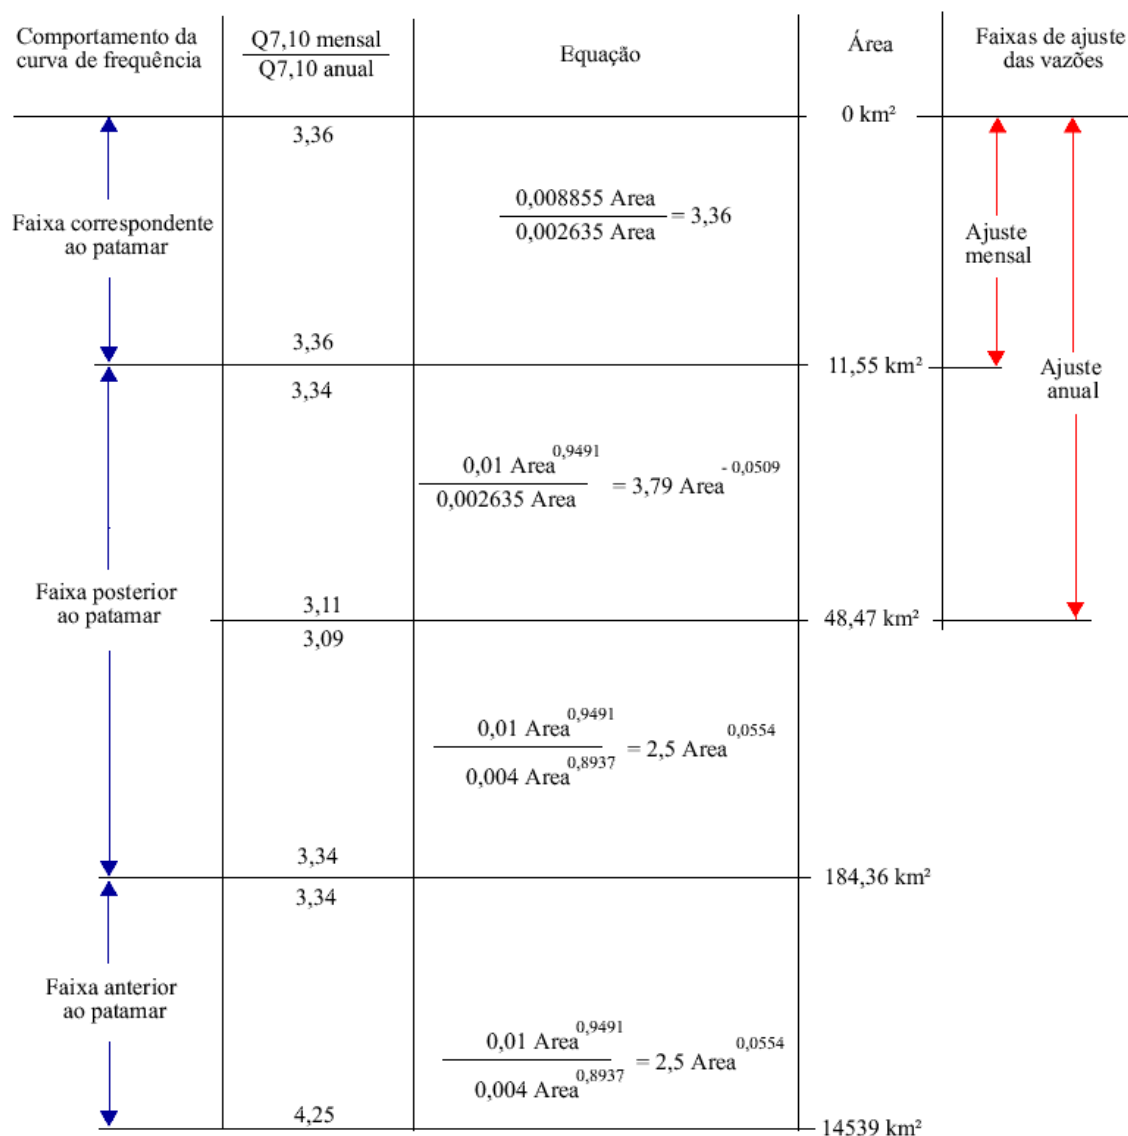 Comportamento da
curva de frequência
Q7,10 mensal
Q7,10 anual
Equação
Área
Faixas de ajuste
das vazões
0 km²
3,36
Faixa correspondente
ao patamar
0,008855 Area
0,002635 Area
= 3,36
Ajuste
mensal
3,36
11,55 km²
3,34
Ajuste
anual
0,01 Area^0,9491
0,002635 Area
= 3,79 Area^- 0,0509
Faixa posterior
ao patamar
3,11
48,47 km²
3,09
0,01 Area^0,9491
0,004 Area^0,8937
= 2,5 Area^0,0554
3,34
184,36 km²
3,34
Faixa anterior
ao patamar
0,01 Area^0,9491
0,004 Area^0,8937
= 2,5 Area^0,0554
4,25
14539 km²